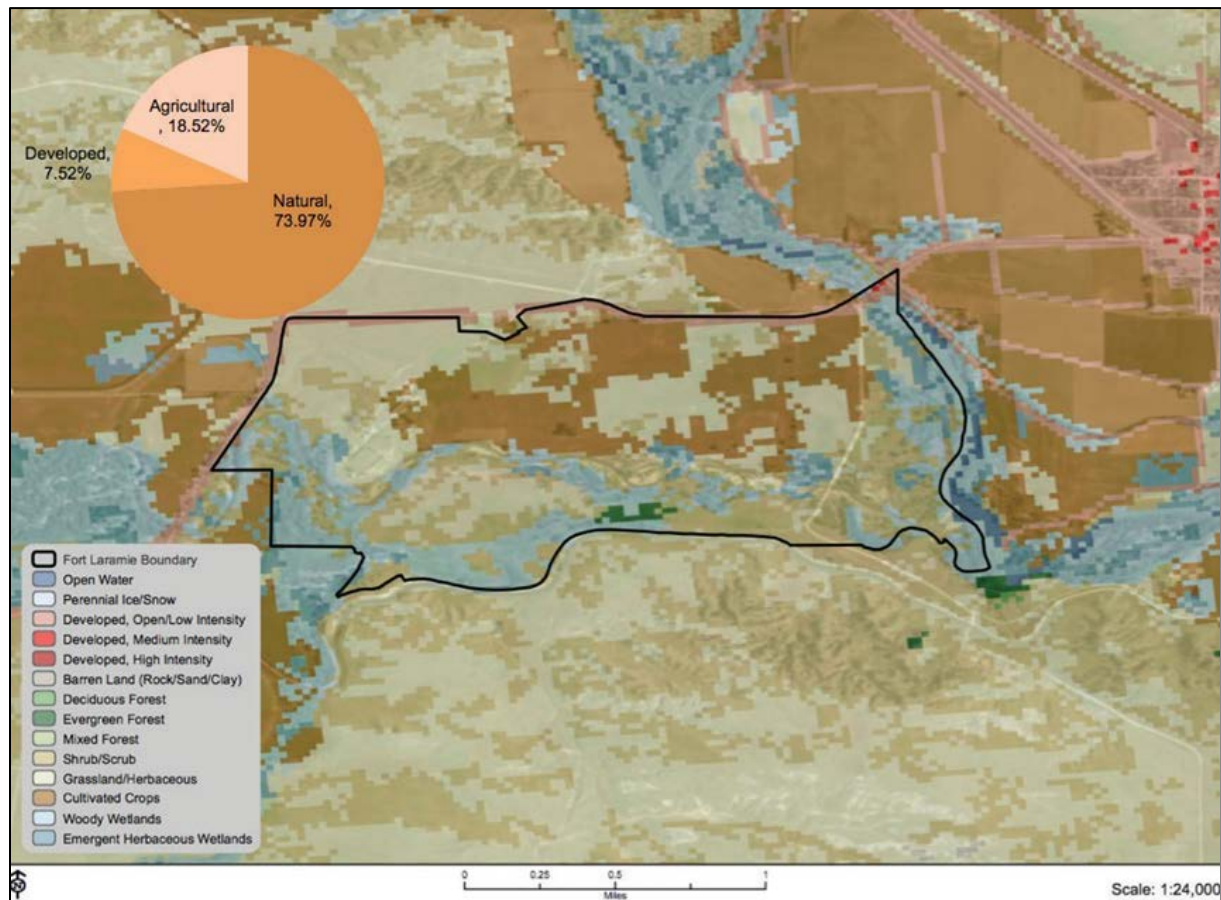 Agricultural
, 18.52%
Developed,
7.52%
Natural,
73.97%
Fort Laramie Boundary
Open Water
Perennial Ice/Snow
Developed, Open/Low Intensity
Developed, Medium Intensity
Developed, High Intensity
Barren Land (Rock/Sand/Clay)
Deciduous Forest
Evergreen Forest
Mixed Forest
Shrub/Scrub
Grassland/Herbaceous
Cultivated Crops
Woody Wetlands
Emergent Herbaceous Wetlands
N
0 0.25 0.5 1
Miles
Scale: 1:24,000